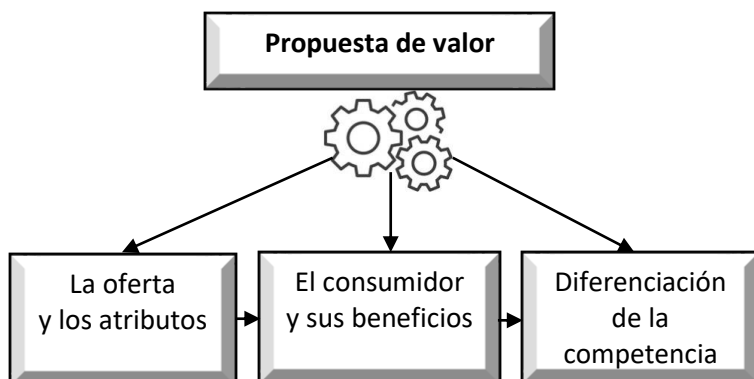 Propuesta de valor
La oferta
y los atributos
El consumidor
y sus beneficios
Diferenciación
de la
competencia